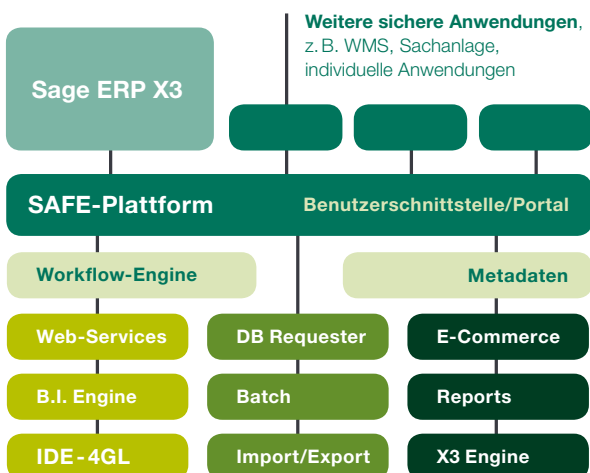 Weitere sichere Anwendungen,
z. B. WMS, Sachanlage,
individuelle Anwendungen
Sage ERP X3
SAFE-Plattform
Benutzerschnittstelle/Portal
Workflow-Engine
Metadaten
Web-Services
DB Requester
E-Commerce
B.I. Engine
Batch
Reports
IDE-4GL
Import/Export
X3 Engine